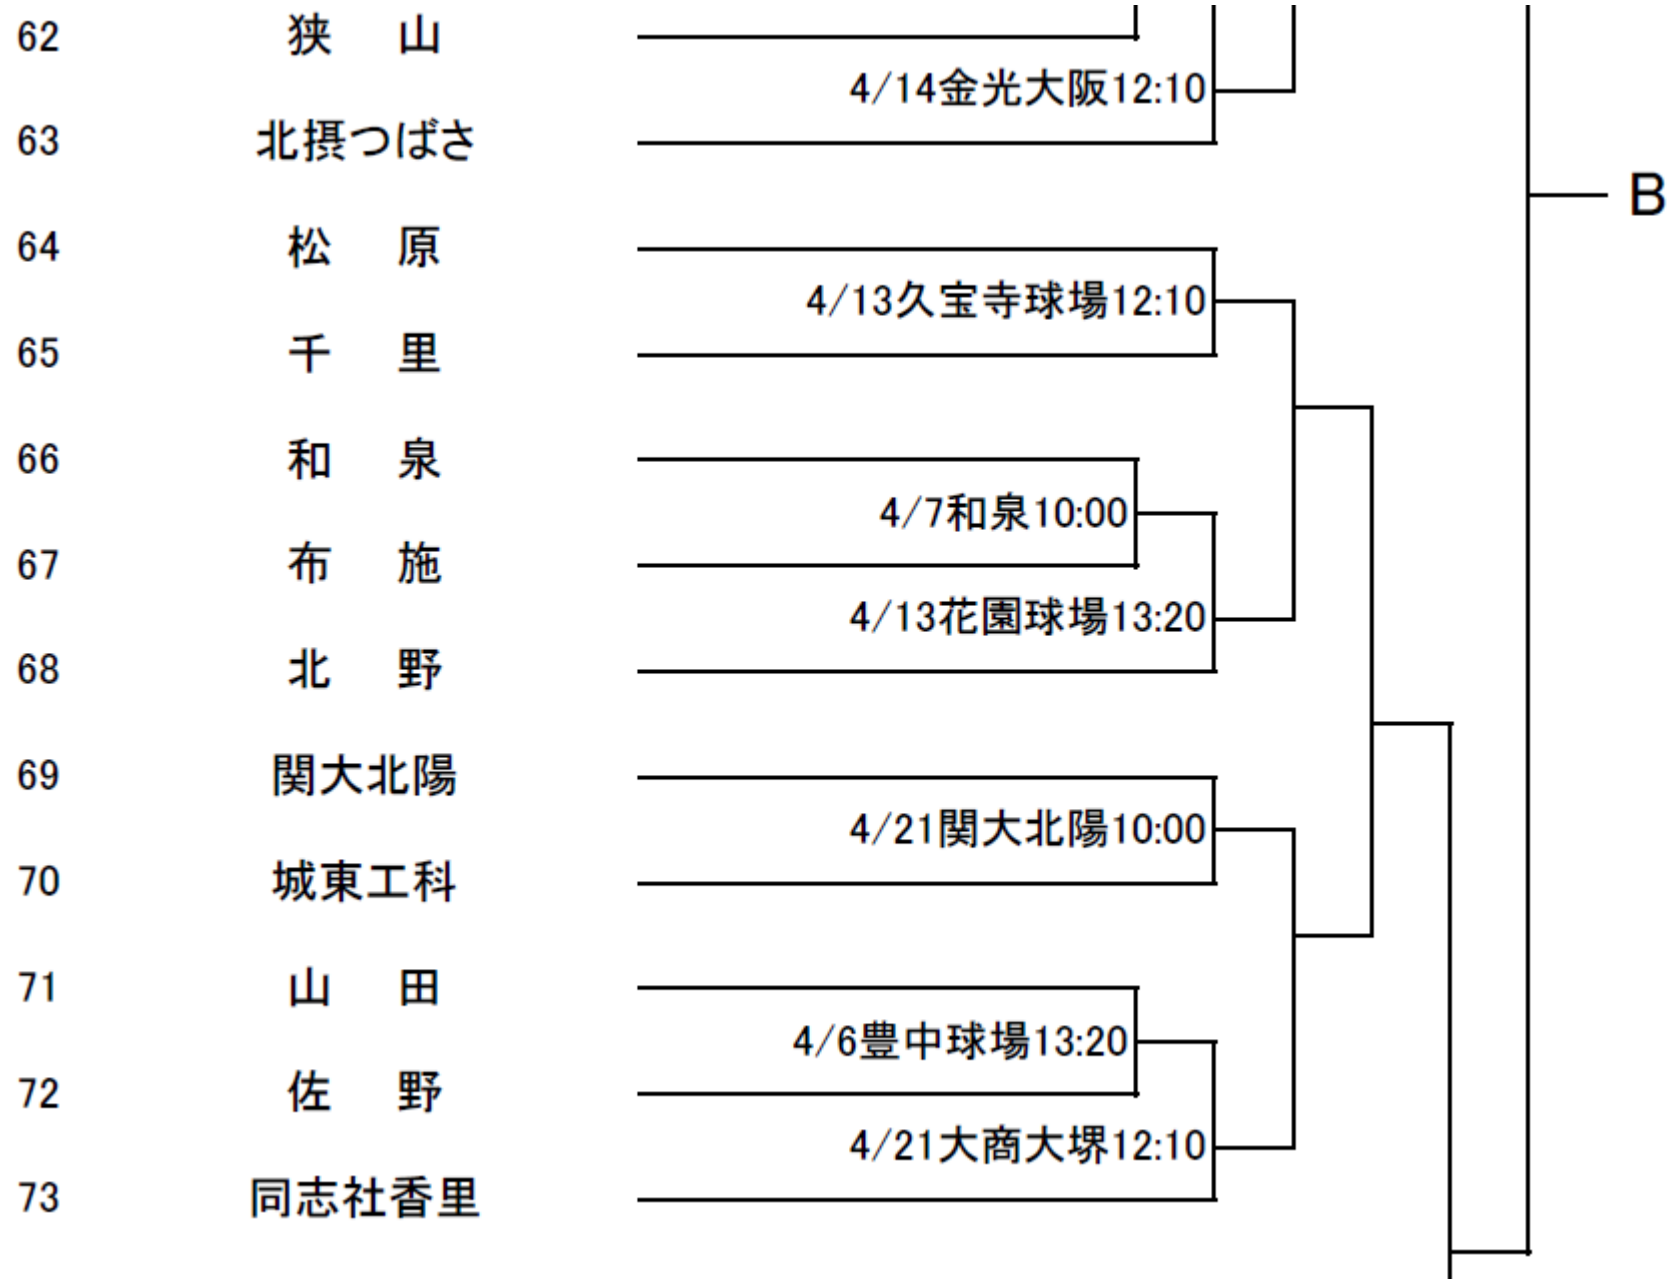 62 狭 山
4/14金光大阪12:10
63 北摂つばさ
B
64 松 原
4/13久宝寺球場12:10
65 千 里
66 和 泉
4/7和泉10:00
67 布 施
4/13花園球場13:20
68 北 野
69 関大北陽
4/21関大北陽10:00
70 城東工科
71 山 田
4/6豊中球場13:20
72 佐 野
4/21大商大堺12:10
73 同志社香里